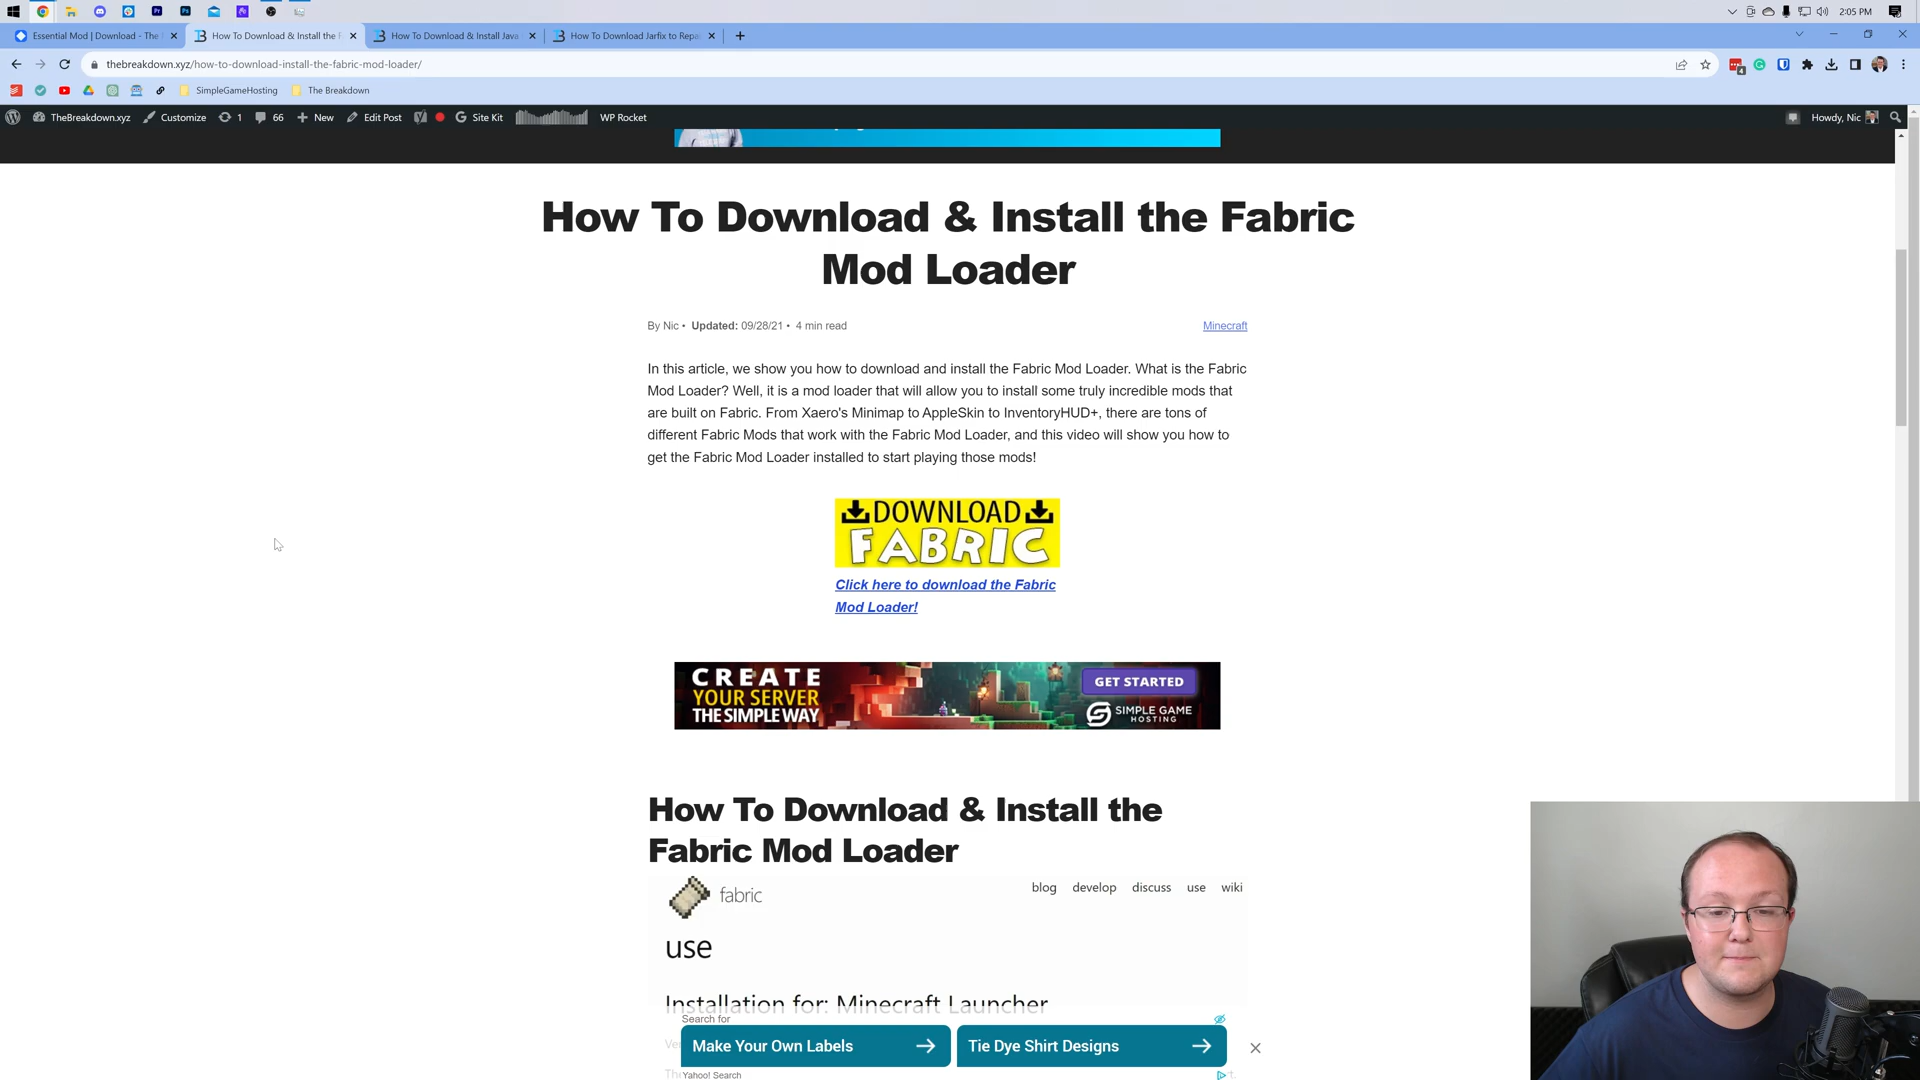 2:05 PM
Essential Mod | Download - The
How To Download & Install the F
How To Download & Install Java
How To Download Jarfix to Repa
thebreakdown.xyz/how-to-download-install-the-fabric-mod-loader/
4
SimpleGameHosting
The Breakdown
TheBreakdown.xyz
Customize
1
66
New
Edit Post
Site Kit
WP Rocket
Howdy, Nic
How To Download & Install the Fabric
Mod Loader
By Nic • Updated: 09/28/21 • 4 min read
Minecraft
In this article, we show you how to download and install the Fabric Mod Loader. What is the Fabric
Mod Loader? Well, it is a mod loader that will allow you to install some truly incredible mods that
are built on Fabric. From Xaero's Minimap to AppleSkin to InventoryHUD+, there are tons of
different Fabric Mods that work with the Fabric Mod Loader, and this video will show you how to
get the Fabric Mod Loader installed to start playing those mods!
DOWNLOAD
FABRIC
Click here to download the Fabric
Mod Loader!
CREATE
YOUR SERVER
THE SIMPLE WAY
GET STARTED
SIMPLE GAME
HOSTING
How To Download & Install the
Fabric Mod Loader
fabric
blog develop discuss use wiki
use
Installation for: Minecraft Launcher
Search for
Make Your Own Labels
Tie Dye Shirt Designs
Yahoo! Search